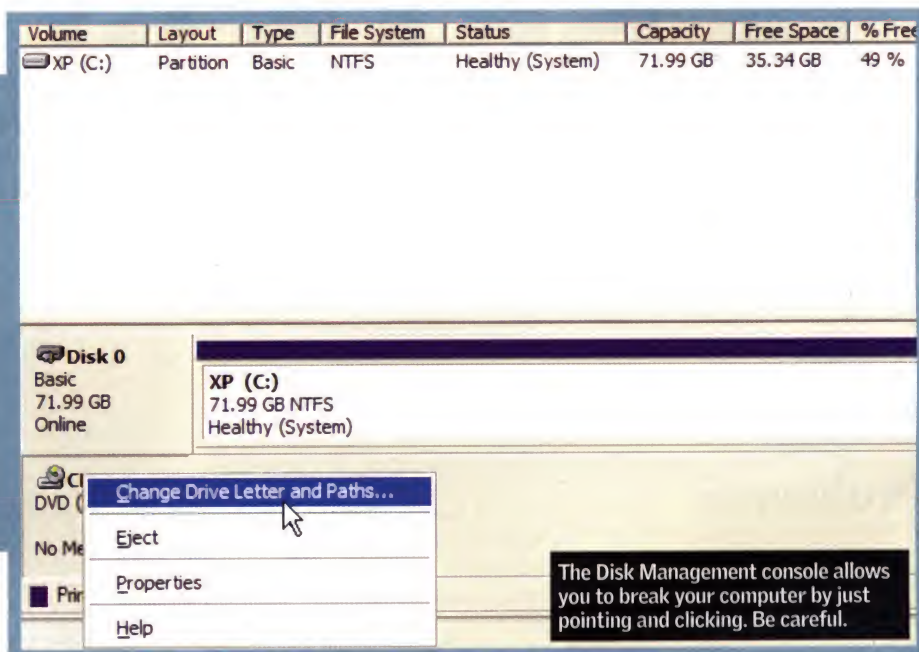 Volume Layout Type File System Status Capacity Free Space % Free
XP (C:) Partition Basic NTFS Healthy (System) 71.99 GB 35.34 GB 49 %
Disk 0
Basic
71.99 GB
Online
XP (C:)
71.99 GB NTFS
Healthy (System)
DVD (
No Me
Change Drive Letter and Paths...
Eject
Properties
Help
The Disk Management console allows
you to break your computer by just
pointing and clicking. Be careful.